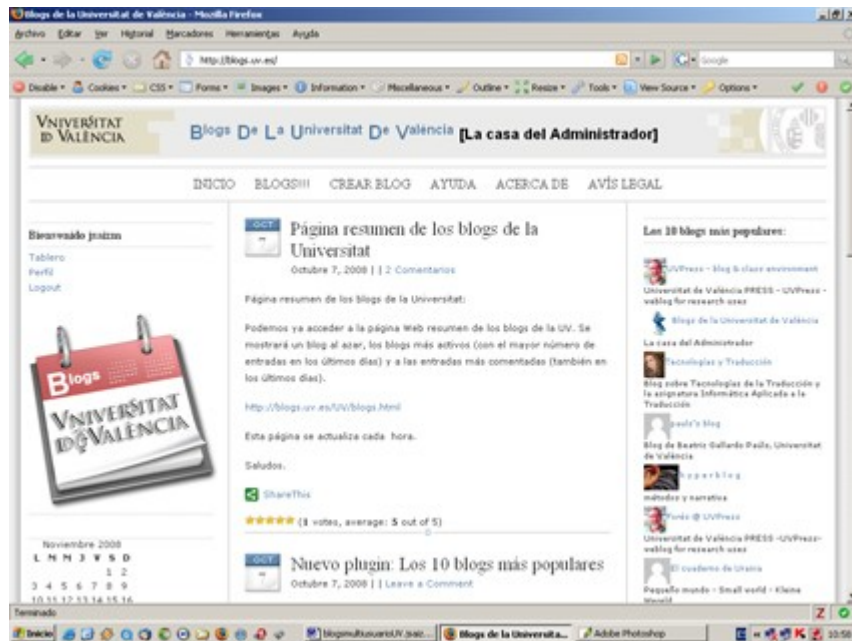 Blogs de la Universitat de València - Mozilla Firefox
Archivo Editar Ver Historial Marcadores Herramientas Ayuda
http://blogs.uv.es/
Google
Disable Cookies CSS Forms Images Information Miscellaneous Outline Resize Tools View Source Options
VNIVERSITAT
ID VALÈNCIA
Blogs De La Universitat De València [La casa del Administrador]
INICIO BLOGS!!! CREAR BLOG AYUDA ACERCA DE AVÍS LEGAL
Bienvenido
Tablero
Perfil
Logout
Blogs
VNIVERSITAT
ID@VALÈNCIA
Noviembre 2008
L M M J V S D
1 2
3 4 5 6 7 8 9
10 11 12 13 14 15 16
OCT
7
Página resumen de los blogs de la
Universitat
Octubre 7, 2008 | | 2 Comentarios
Página resumen de los blogs de la Universitat:
Podemos ya acceder a la página Web resumen de los blogs de la UV. Se
mostrará un blog al azar, los blogs más activos (con el mayor número de
entradas en los últimos días) y a las entradas más comentadas (también en
los últimos días).
http://blogs.uv.es/UV/blogs.html
Esta página se actualiza cada hora.
Saludos.
ShareThis
(1 votes, average: 5 out of 5)
OCT
7
Nuevo plugin: Los 10 blogs más populares
Octubre 7, 2008 | | Leave a Comment
Los 10 blogs más populares:
UVPress - blog & class environment
Universitat de València PRESS - UVPress -
weblog for research uses
Blogs de la Universitat de València
La casa del Administrador
Tecnologías y Traducción
Blog sobre Tecnologías de la Traducción y
la asignatura Informática Aplicada a la
Traducción
paulz's blog
Blog de Beatriz Gallardo Paúls, Universitat
de València
hyperblog
métodos y narrativa
Forés @ UVPress
Universitat de València PRESS -UVPress-
weblog for research uses
El cuaderno de Urania
Pequeño mundo - Small world - Kleine
Terminado
Inicio
Blogs de la Universita...
Adobe Photoshop